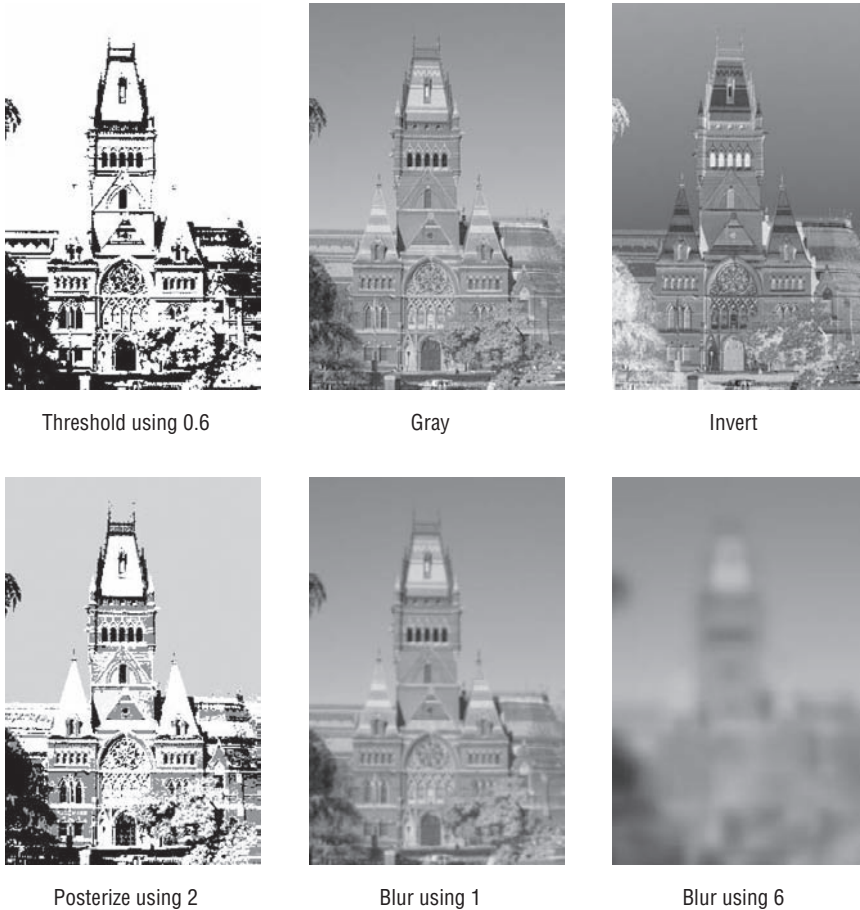 Threshold using 0.6
Gray
Invert
Posterize using 2
Blur using 1
Blur using 6